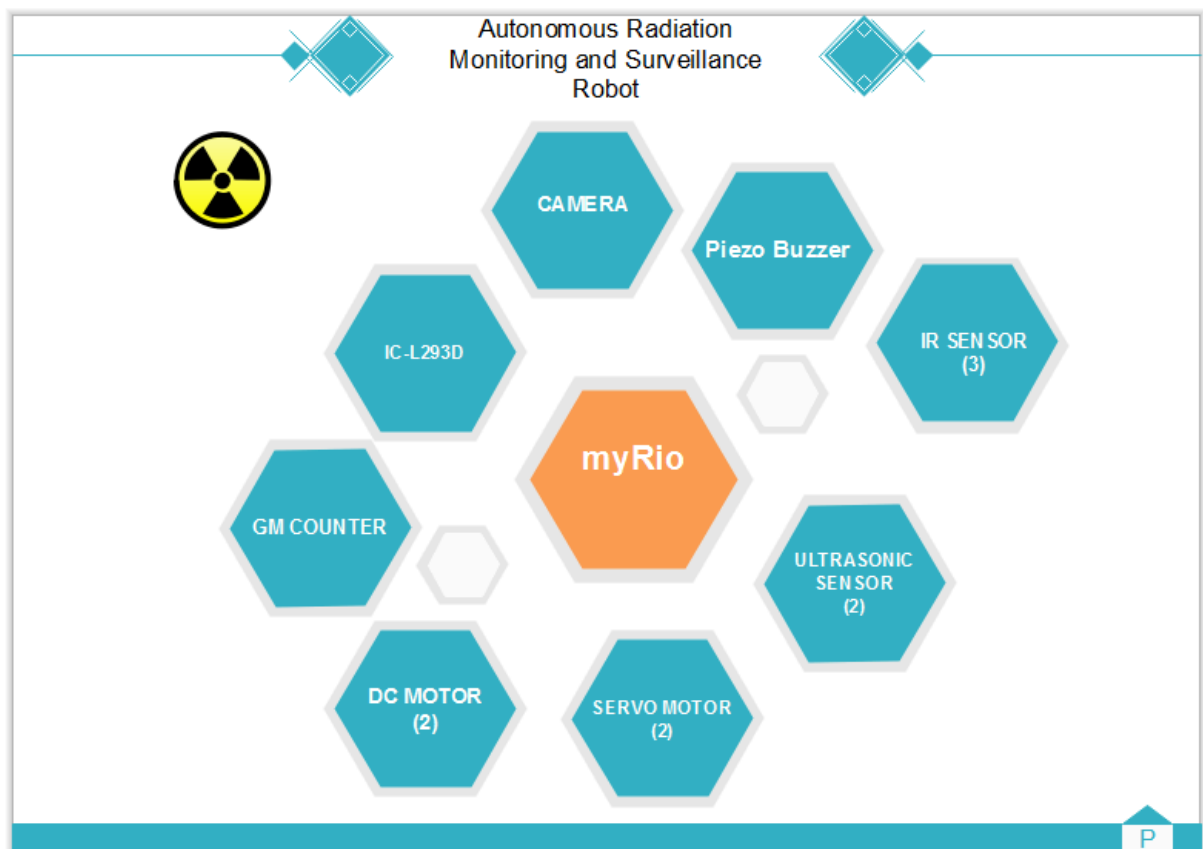 Autonomous Radiation
Monitoring and Surveillance
Robot
CAMERA
Piezo Buzzer
IR SENSOR
(3)
IC-L293D
myRio
GM COUNTER
ULTRASONIC
SENSOR
(2)
DC MOTOR
(2)
SERVO MOTOR
(2)
P